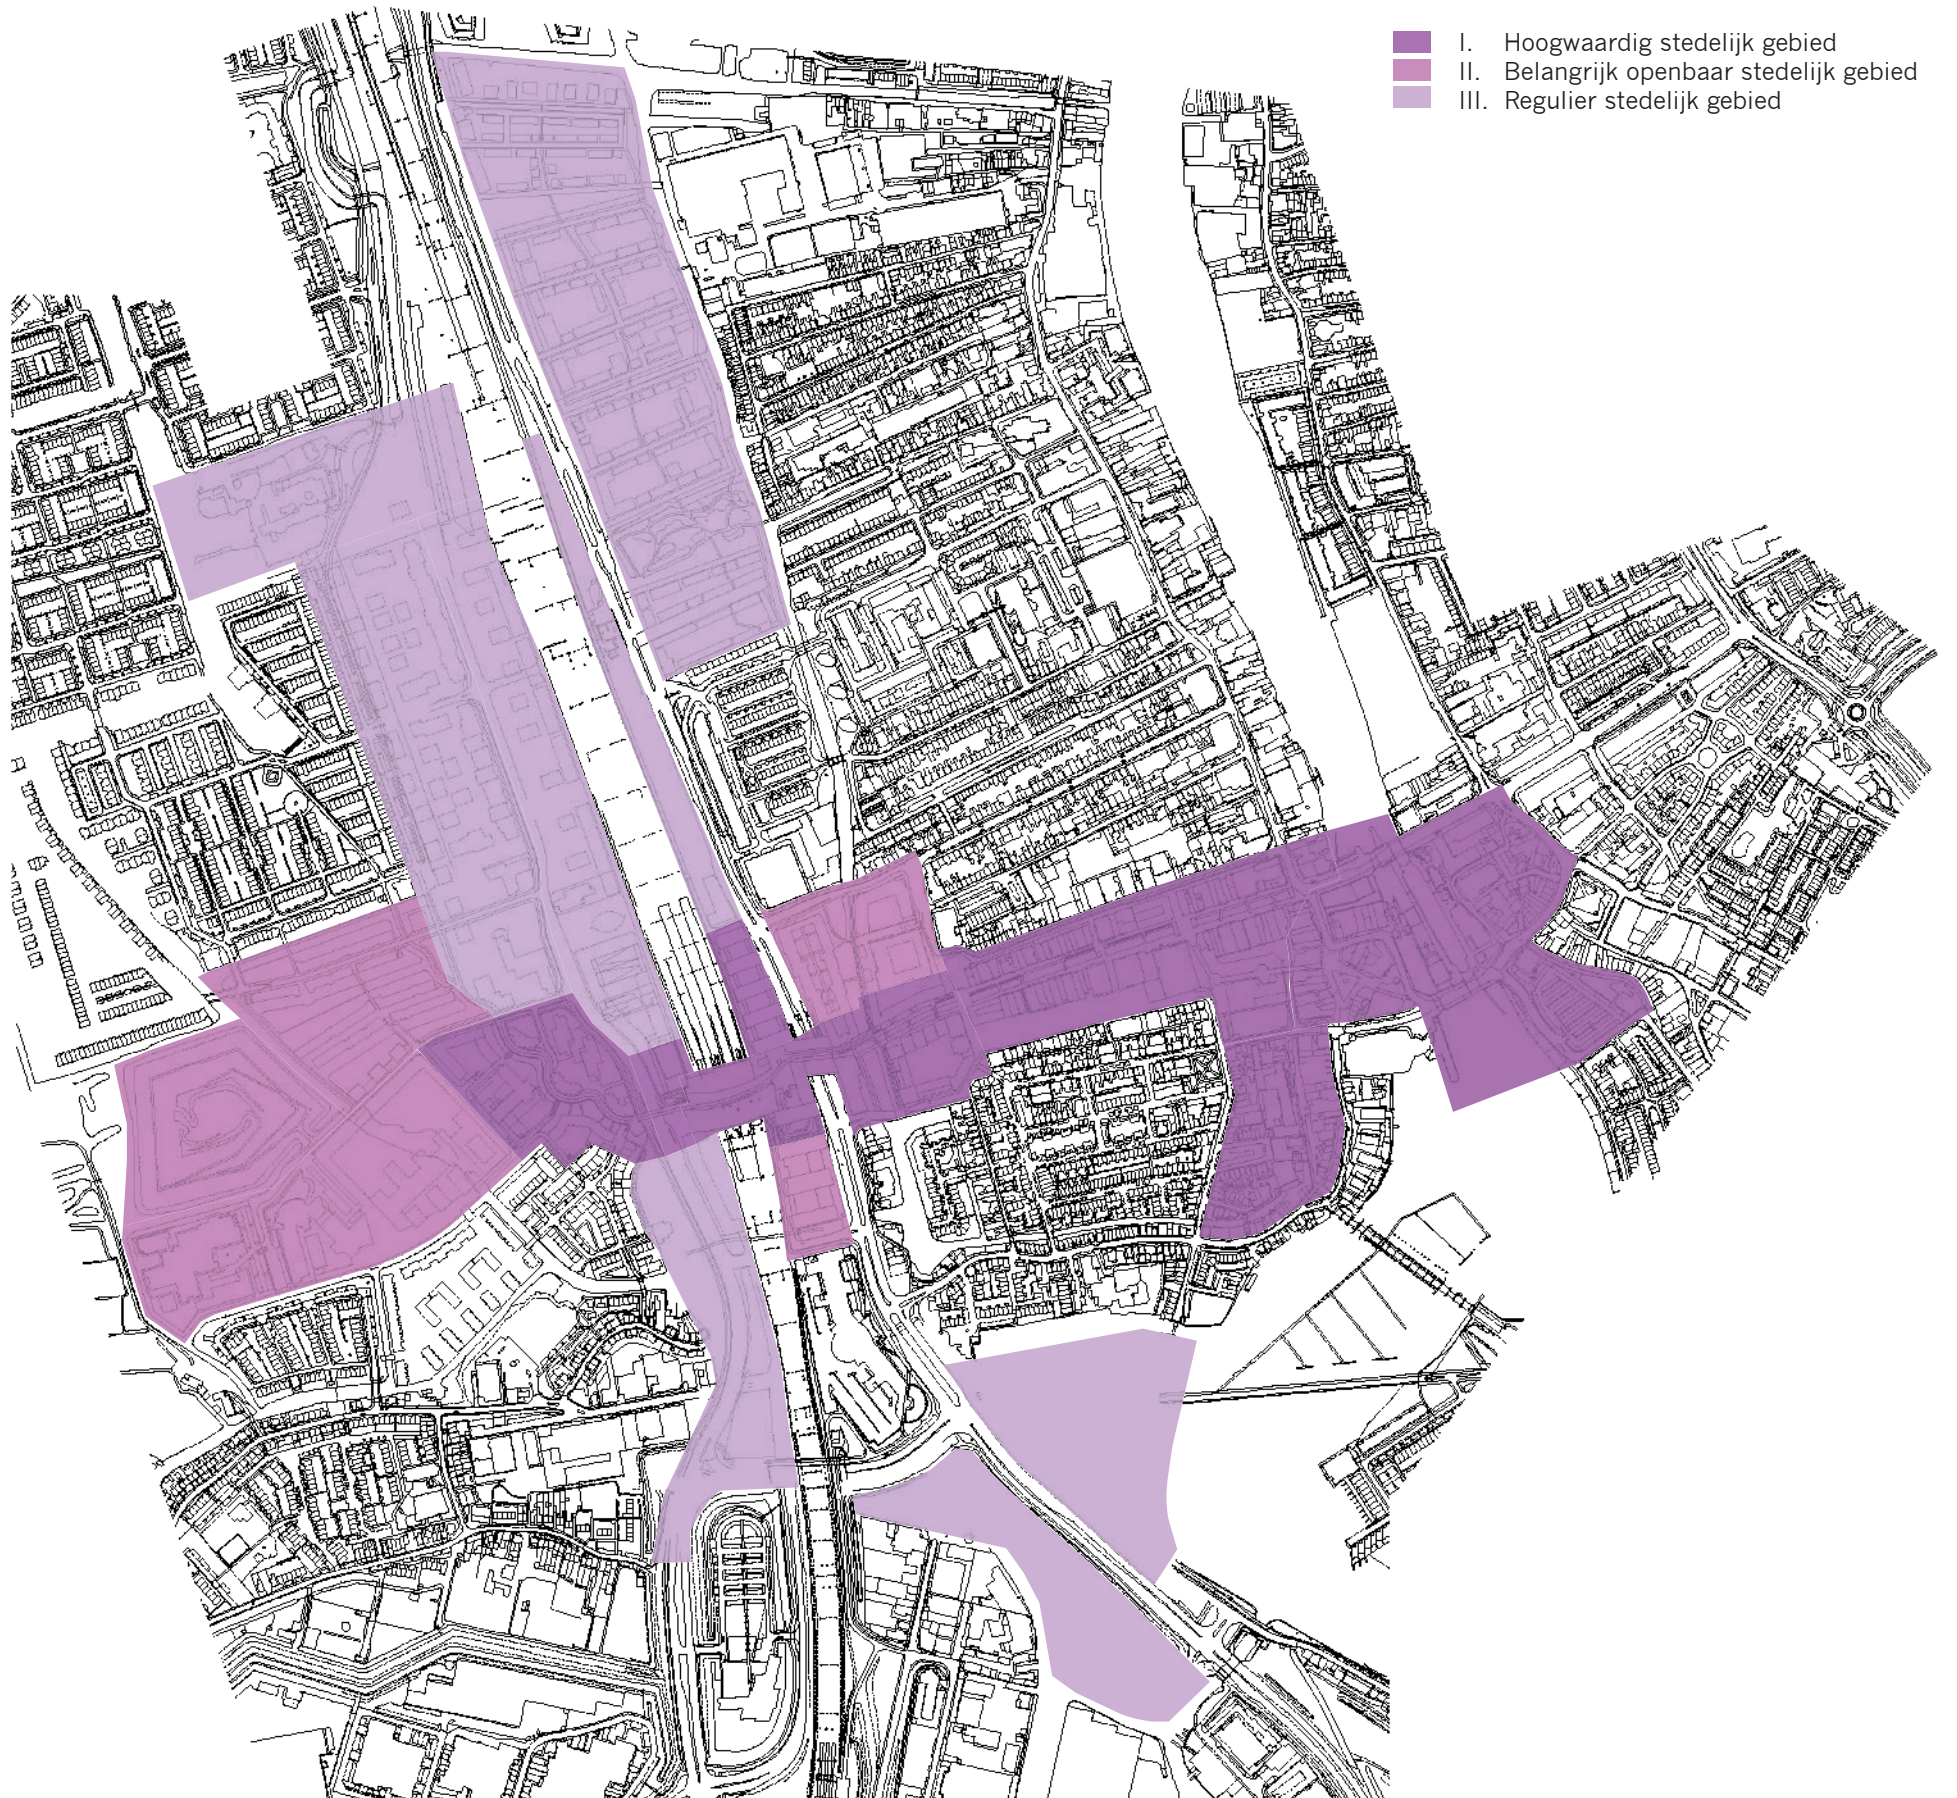 I. Hoogwaardig stedelijk gebied
II. Belangrijk openbaar stedelijk gebied
III. Regulier stedelijk gebied